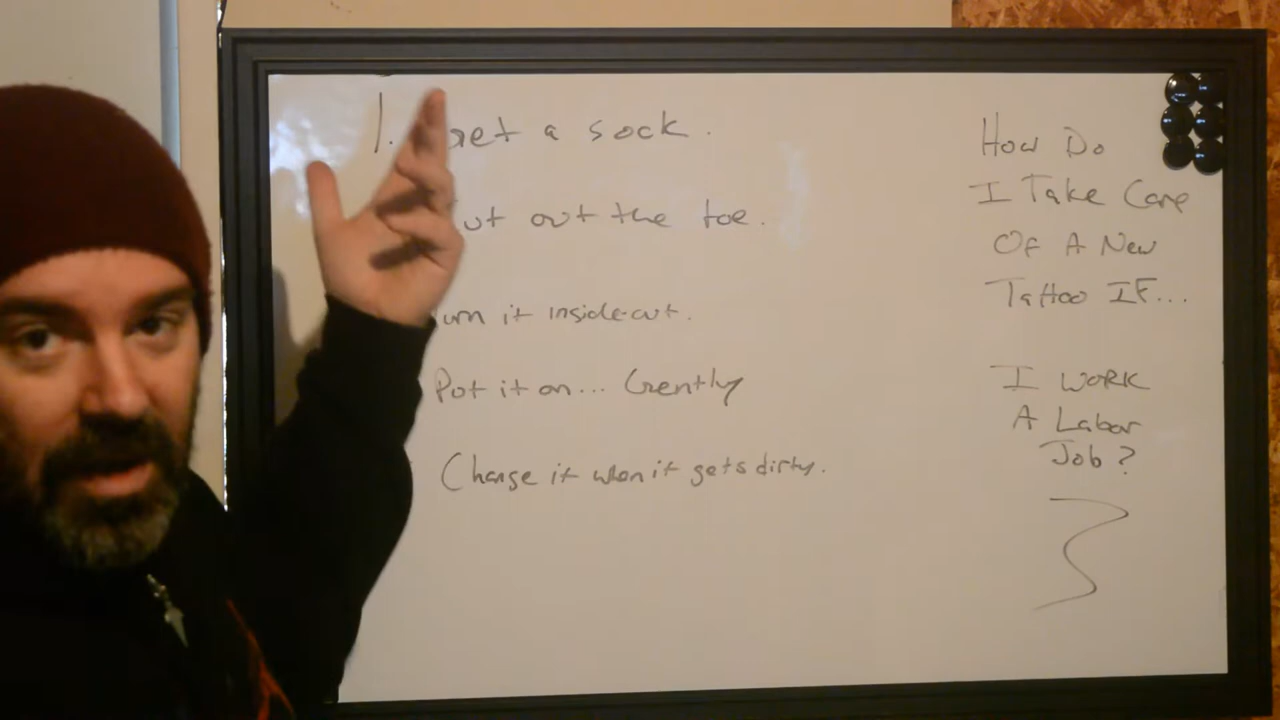 1. Get a sock.
ut out the toe.
urn it inside-out.
Put it on... Gently
Change it when it gets dirty.
How Do
I Take Care
Of A New
Tattoo IF...
I WORK
A Labor
Job?